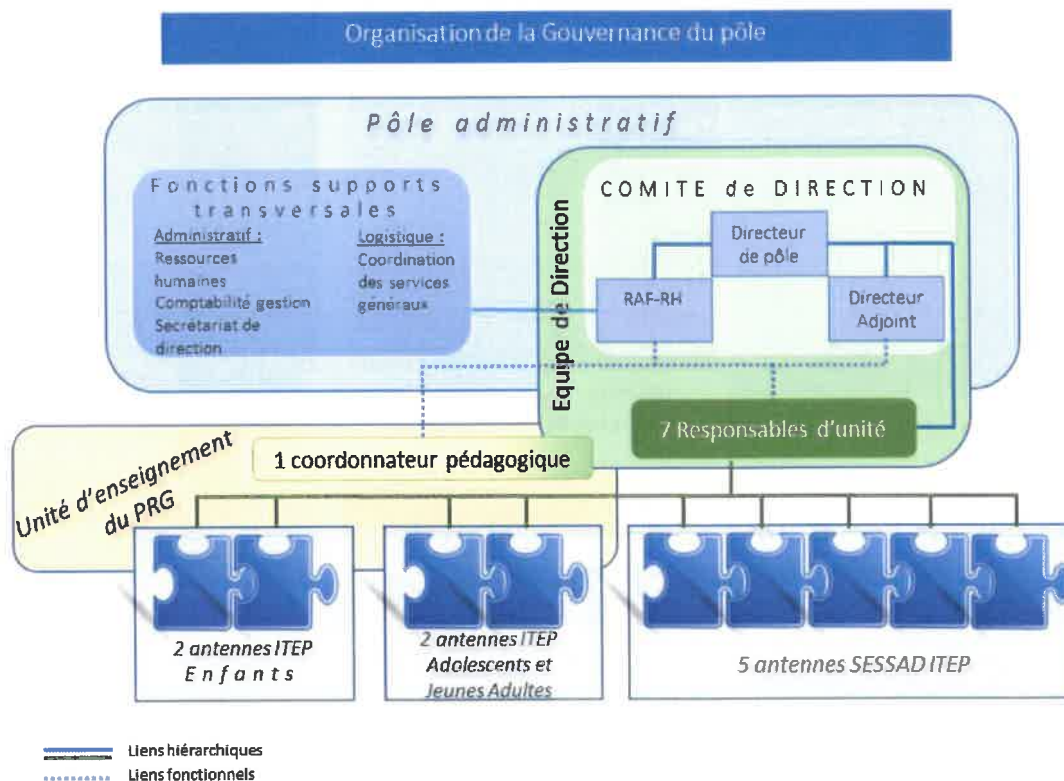 Organisation de la Gouvernance du pôle
Pôle administratif
Fonctions supports
transversales
Administratif :
Ressources
humaines
Comptabilité gestion
Secrétariat de
direction
Logistique :
Coordination
des services
généraux
Equipe de Direction
COMITE de DIRECTION
Directeur
de pôle
RAF-RH
Directeur
Adjoint
7 Responsables d'unité
Unité d'enseignement
du PRG
1 coordonnateur pédagogique
2 antennes ITEP
Enfants
2 antennes ITEP
Adolescents et
Jeunes Adultes
5 antennes SESSAD ITEP
Liens hiérarchiques
Liens fonctionnels